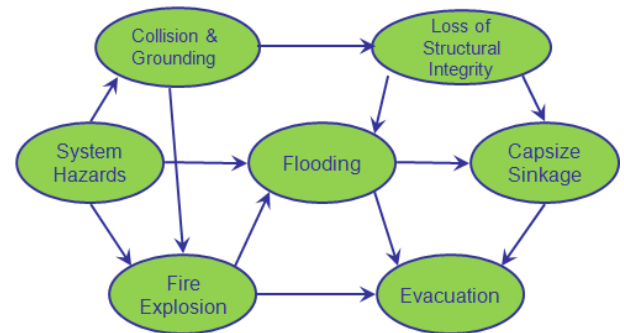 Collision &
Grounding
Loss of
Structural
Integrity
System
Hazards
Flooding
Capsize
Sinkage
Fire
Explosion
Evacuation